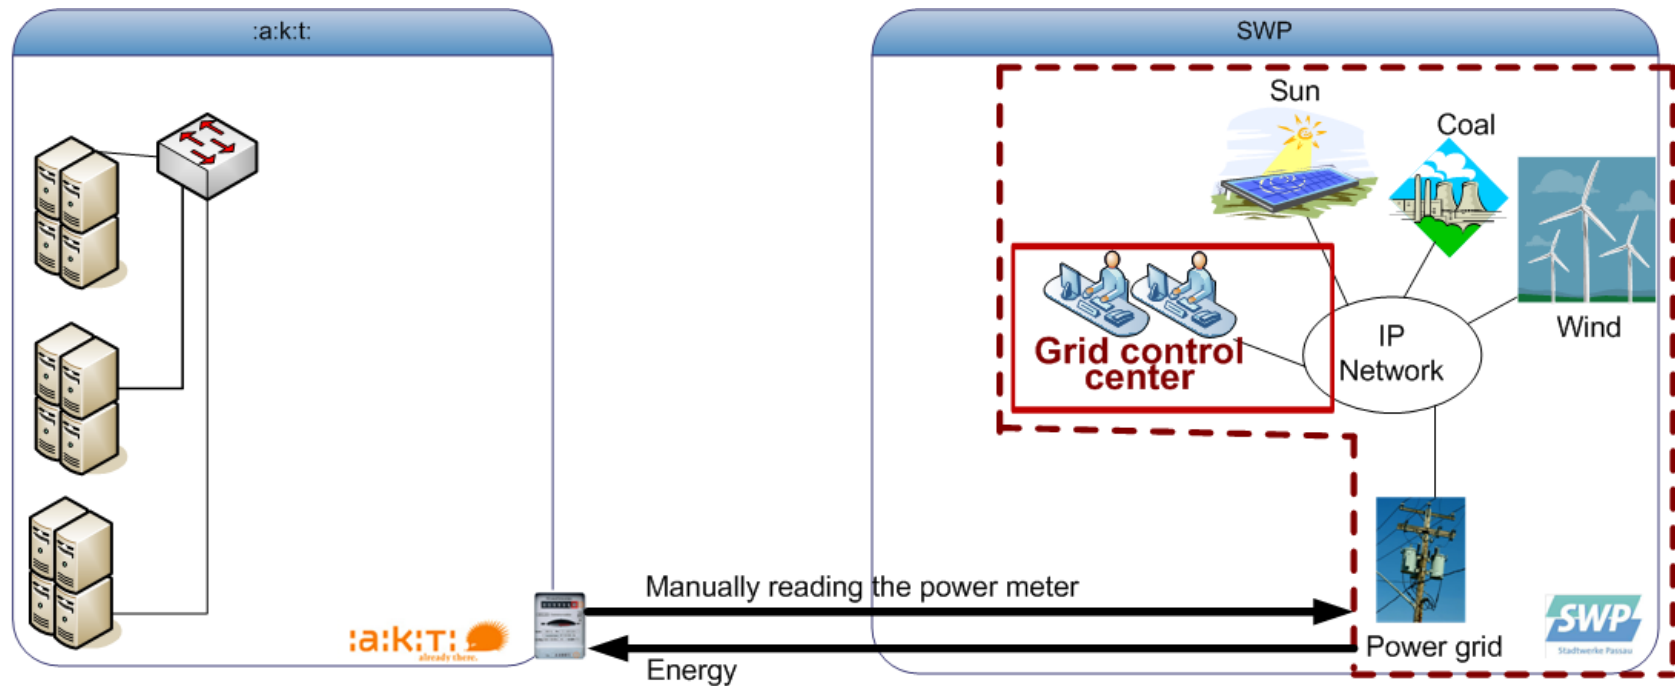 :a:k:t:
SWP
Sun
Coal
Wind
Grid control
center
IP
Network
Manually reading the power meter
Energy
Power grid
:a:k:t:
already there.
SWP
Stadtwerke Passau